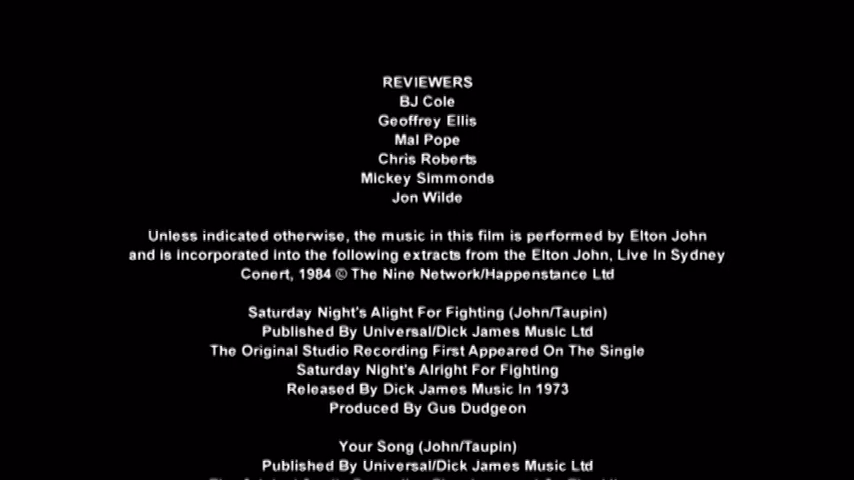 REVIEWERS
BJ Cole
Geoffrey Ellis
Mal Pope
Chris Roberts
Mickey Simmonds
Jon Wilde
Unless indicated otherwise, the music in this film is performed by Elton John
and is incorporated into the following extracts from the Elton John, Live In Sydney
Conert, 1984 © The Nine Network/Happenstance Ltd
Saturday Night's Alight For Fighting (John/Taupin)
Published By Universal/Dick James Music Ltd
The Original Studio Recording First Appeared On The Single
Saturday Night's Alright For Fighting
Released By Dick James Music In 1973
Produced By Gus Dudgeon
Your Song (John/Taupin)
Published By Universal/Dick James Music Ltd